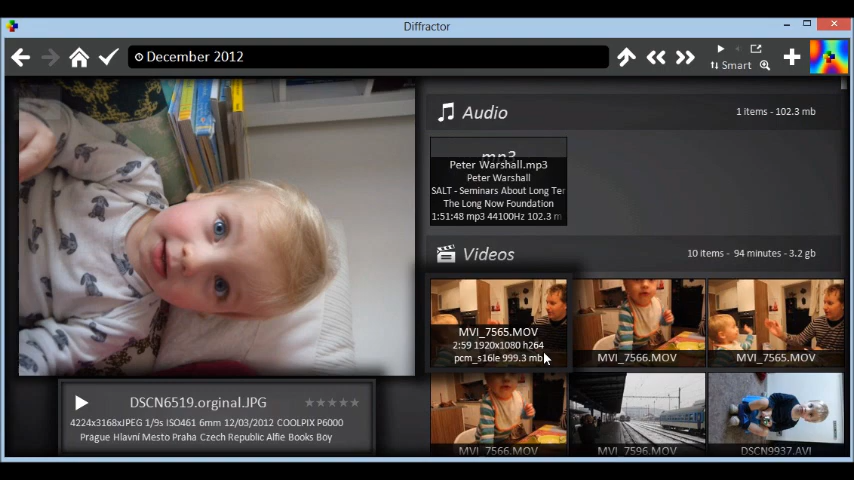 Diffractor
December 2012
Smart
Audio
1 items - 102.3 mb
mp3
Peter Warshall.mp3
Peter Warshall
SALT - Seminars About Long Ter
The Long Now Foundation
1:51:48 mp3 44100Hz 102.3 m
Videos
10 items - 94 minutes - 3.2 gb
MVI_7565.MOV
2:59 1920x1080 h264
pcm_s16le 999.3 mb
MVI_7566.MOV
MVI_7565.MOV
MVI_7566.MOV
MVI_7596.MOV
DSCN9937.AVI
DSCN6519.orginal.JPG
4224x3168xJPEG 1/9s ISO461 6mm 12/03/2012 COOLPIX P6000
Prague Hlavní Mesto Praha Czech Republic Alfie Books Boy